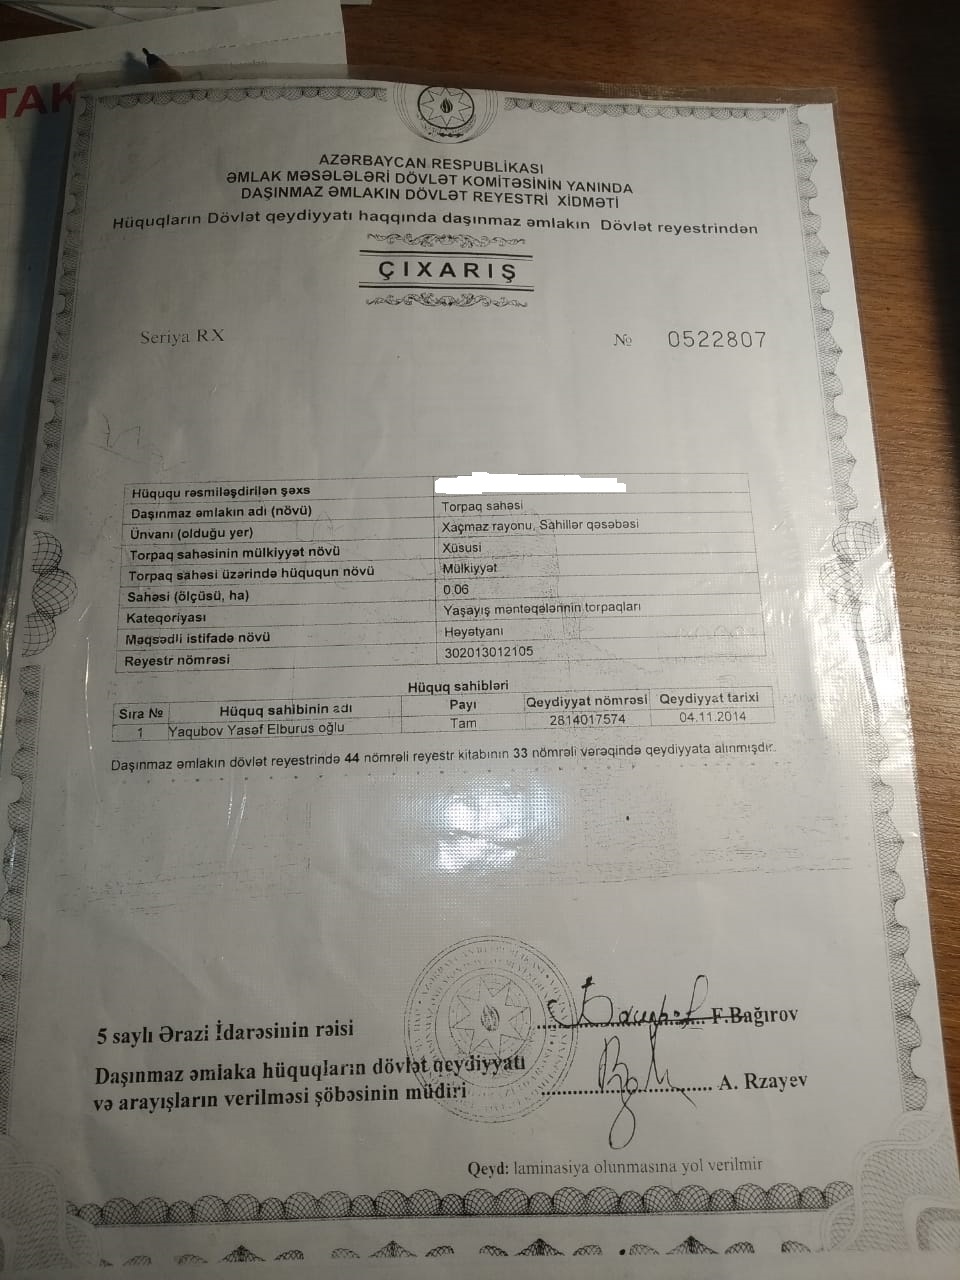 TAK
AZƏRBAYCAN RESPUBLİKASI
ƏMLAK MƏSƏLƏLƏRİ DÖVLƏT KOMİTƏSİNİN YANINDA
DAŞINMAZ ƏMLAKIN DÖVLƏT REYESTRİ XİDMƏTİ
Hüquqların Dövlət qeydiyyatı haqqında daşınmaz əmlakın Dövlət reyestrindən
ÇIXARIŞ
Seriya RX № 0522807
Hüququ rəsmiləşdirilən şəxs
Daşınmaz əmlakın adı (növü) Torpaq sahəsi
Ünvanı (olduğu yer) Xaçmaz rayonu, Sahillər qəsəbəsi
Torpaq sahəsinin mülkiyyət növü Xüsusi
Torpaq sahəsi üzərində hüququn növü Mülkiyyət
Sahəsi (ölçüsü, ha) 0.06
Kateqoriyası Yaşayış məntəqələrinin torpaqları
Məqsədli istifadə növü Həyətyanı
Reyestr nömrəsi 302013012105
Hüquq sahibləri
Sıra № Hüquq sahibinin adı Payı Qeydiyyat nömrəsi Qeydiyyat tarixi
1 Yaqubov Yasəf Elburus oğlu Tam 2814017574 04.11.2014
Daşınmaz əmlakın dövlət reyestrində 44 nömrəli reyestr kitabının 33 nömrəli vərəqində qeydiyyata alınmışdır.
5 saylı Ərazi İdarəsinin rəisi F.Bağırov
Daşınmaz əmlaka hüquqların dövlət qeydiyyatı
və arayışların verilməsi şöbəsinin müdiri A. Rzayev
Qeyd: laminasiya olunmasına yol verilmir